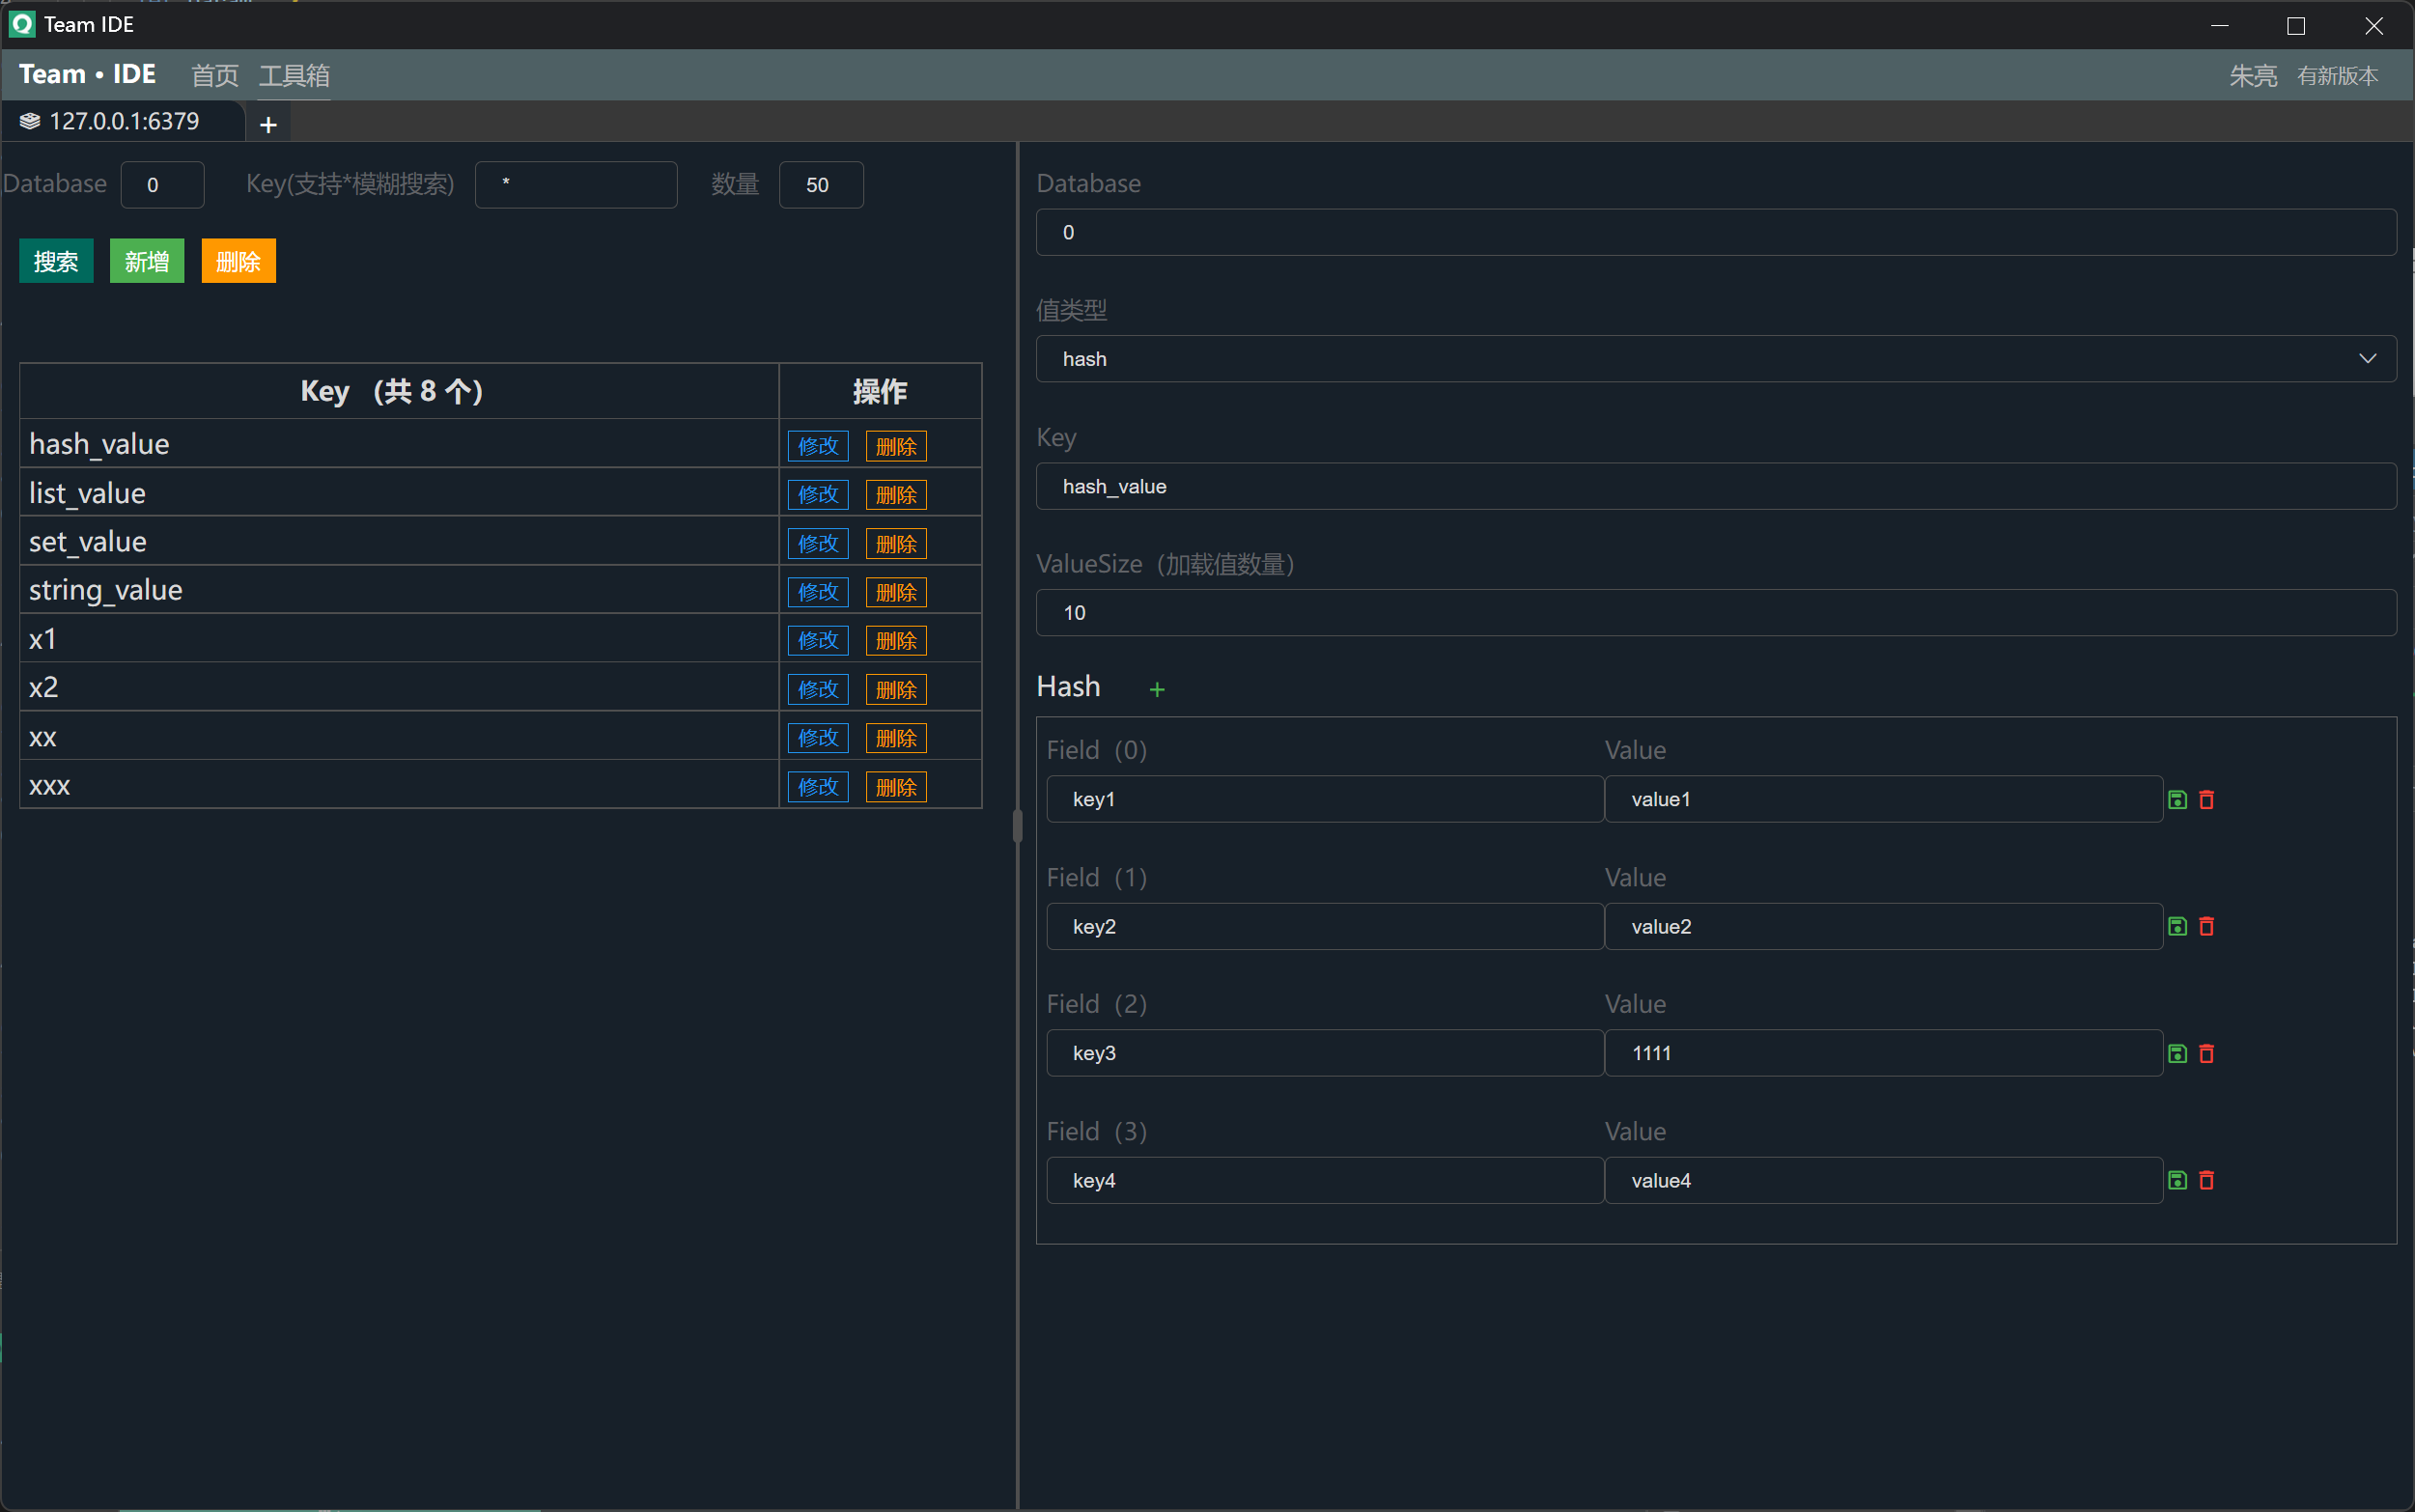 Team IDE
Team • IDE 首页 工具箱 朱亮 有新版本
127.0.0.1:6379 +
Database 0 Key(支持*模糊搜索) * 数量 50
搜索 新增 删除
Key （共 8 个） 操作
hash_value 修改 删除
list_value 修改 删除
set_value 修改 删除
string_value 修改 删除
x1 修改 删除
x2 修改 删除
xx 修改 删除
xxx 修改 删除
Database
0
值类型
hash
Key
hash_value
ValueSize（加载值数量）
10
Hash +
Field（0） Value
key1 value1
Field（1） Value
key2 value2
Field（2） Value
key3 1111
Field（3） Value
key4 value4